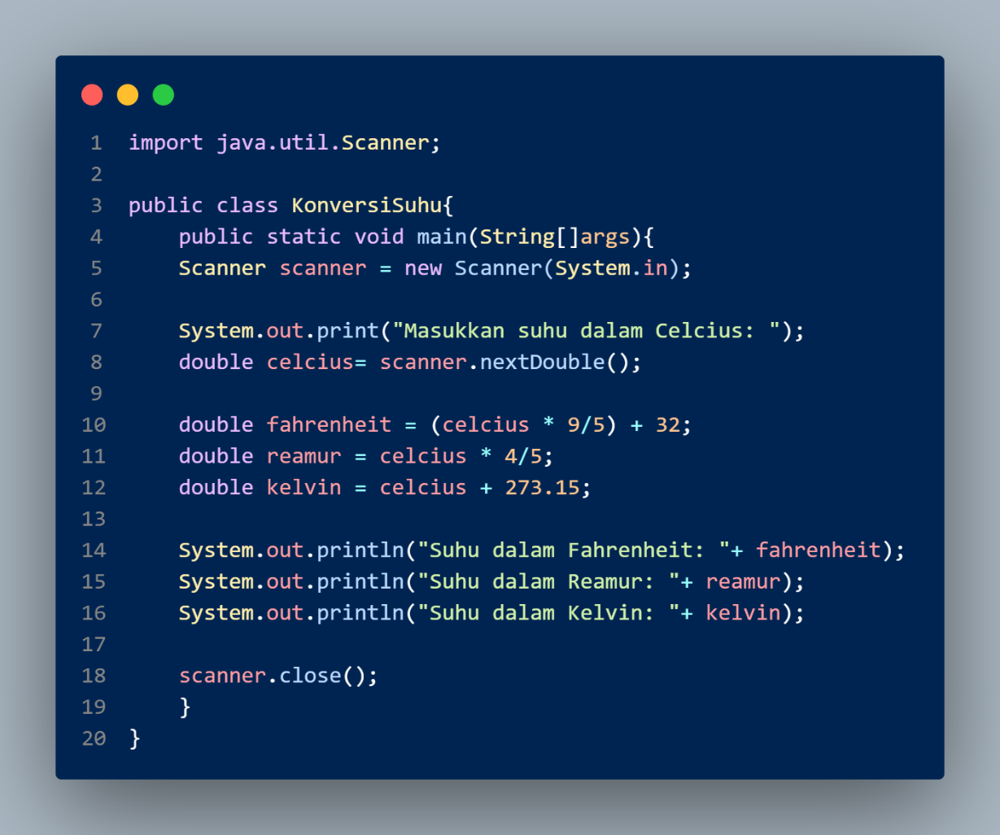 1 import java.util.Scanner;
2
3 public class KonversiSuhu{
4     public static void main(String[]args){
5     Scanner scanner = new Scanner(System.in);
6
7     System.out.print("Masukkan suhu dalam Celcius: ");
8     double celcius= scanner.nextDouble();
9
10     double fahrenheit = (celcius * 9/5) + 32;
11     double reamur = celcius * 4/5;
12     double kelvin = celcius + 273.15;
13
14     System.out.println("Suhu dalam Fahrenheit: "+ fahrenheit);
15     System.out.println("Suhu dalam Reamur: "+ reamur);
16     System.out.println("Suhu dalam Kelvin: "+ kelvin);
17
18     scanner.close();
19     }
20 }